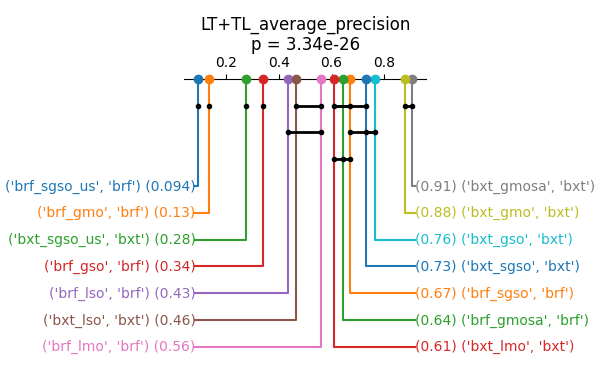 LT+TL_average_precision
p = 3.34e-26
0.2 0.4 0.6 0.8
('brf_sgso_us', 'brf') (0.094) (0.91) ('bxt_gmosa', 'bxt')
('brf_gmo', 'brf') (0.13) (0.88) ('bxt_gmo', 'bxt')
('bxt_sgso_us', 'bxt') (0.28) (0.76) ('bxt_gso', 'bxt')
('brf_gso', 'brf') (0.34) (0.73) ('bxt_sgso', 'bxt')
('brf_lso', 'brf') (0.43) (0.67) ('brf_sgso', 'brf')
('bxt_lso', 'bxt') (0.46) (0.64) ('brf_gmosa', 'brf')
('brf_lmo', 'brf') (0.56) (0.61) ('bxt_lmo', 'bxt')